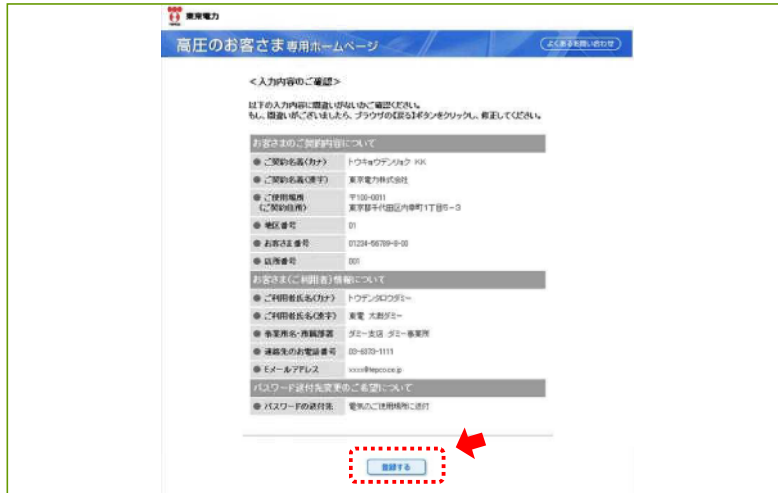 東京電力
高圧のお客さま専用ホームページ
よくあるお問い合わせ
<入力内容のご確認>
以下の入力内容に間違いがないかご確認ください。
もし、間違いがございましたら、ブラウザの【戻る】ボタンをクリックし、修正してください。
お客さまのご契約内容について
● ご契約名義(カナ) トウキョウデンリョク KK
● ご契約名義(漢字) 東京電力株式会社
● ご使用場所 〒100-0011
(ご契約住所) 東京都千代田区内幸町1丁目5-3
● 地区番号 01
● お客さま番号 01234-56789-0-00
● 店所番号 001
お客さま(ご利用者)情報について
● ご利用者氏名(カナ) トウデンタロウダミー
● ご利用者氏名(漢字) 東電 太郎ダミー
● 事業所名・所属部署 ダミー支店 ダミー事業所
● 連絡先のお電話番号 03-6373-1111
● Eメールアドレス xxxx@tepco.co.jp
パスワード送付先変更のご希望について
● パスワードの送付先 電気のご使用場所に送付
登録する